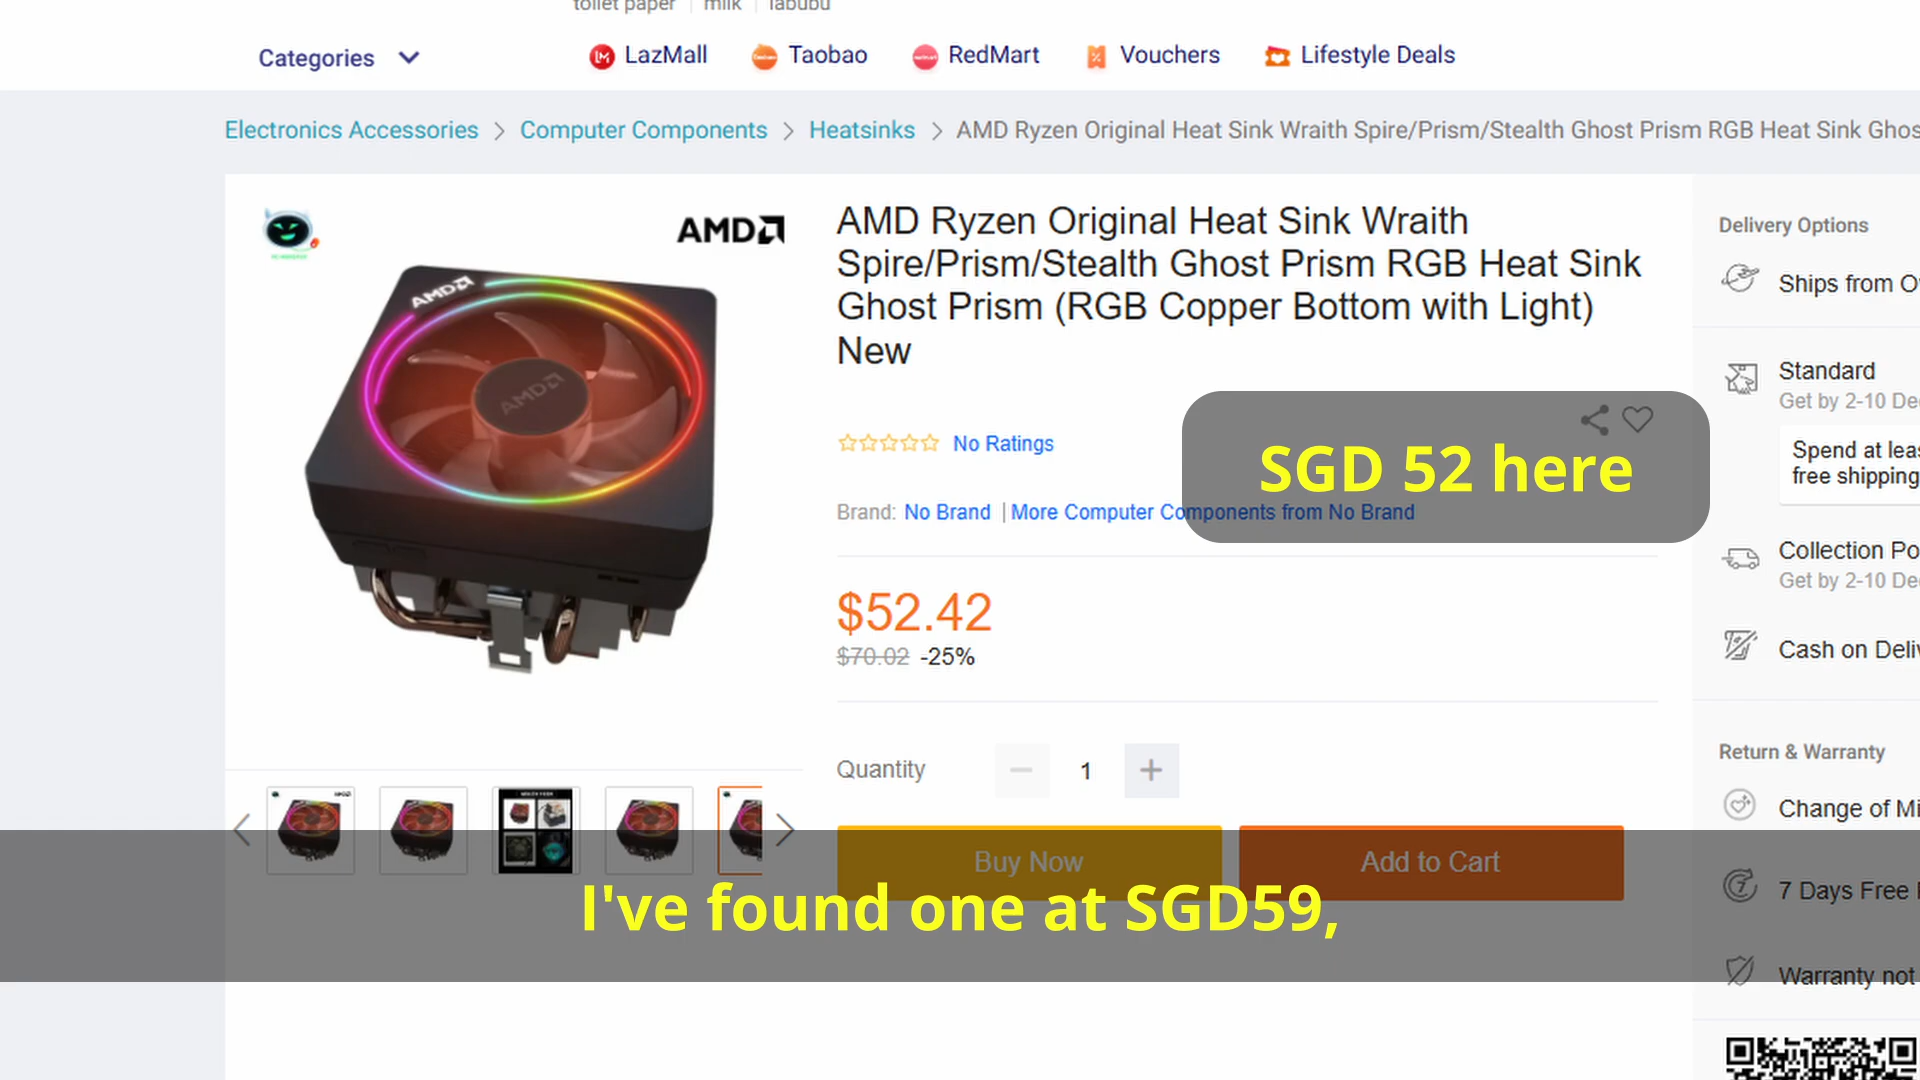 toilet paper | milk | labubu
Categories
LazMall
Taobao
RedMart
Vouchers
Lifestyle Deals
Electronics Accessories > Computer Components > Heatsinks > AMD Ryzen Original Heat Sink Wraith Spire/Prism/Stealth Ghost Prism RGB Heat Sink Ghos
AMD
AMD
AMD
AMD Ryzen Original Heat Sink Wraith
Spire/Prism/Stealth Ghost Prism RGB Heat Sink
Ghost Prism (RGB Copper Bottom with Light)
New
No Ratings
SGD 52 here
Brand: No Brand | More Computer Components from No Brand
$52.42
$70.02 -25%
Quantity
1
Buy Now
Add to Cart
I've found one at SGD59,
Delivery Options
Ships from O
Standard
Get by 2-10 De
Spend at leas
free shipping
Collection Po
Get by 2-10 De
Cash on Deliv
Return & Warranty
Change of Mi
7 Days Free
Warranty not